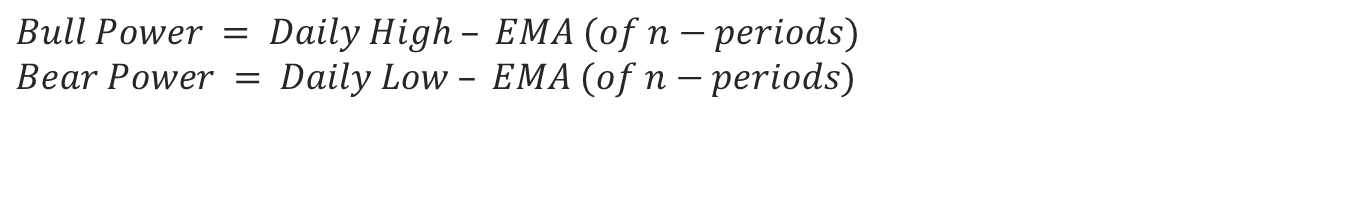 Bull Power = Daily High – EMA (of n − periods)
Bear Power = Daily Low – EMA (of n − periods)